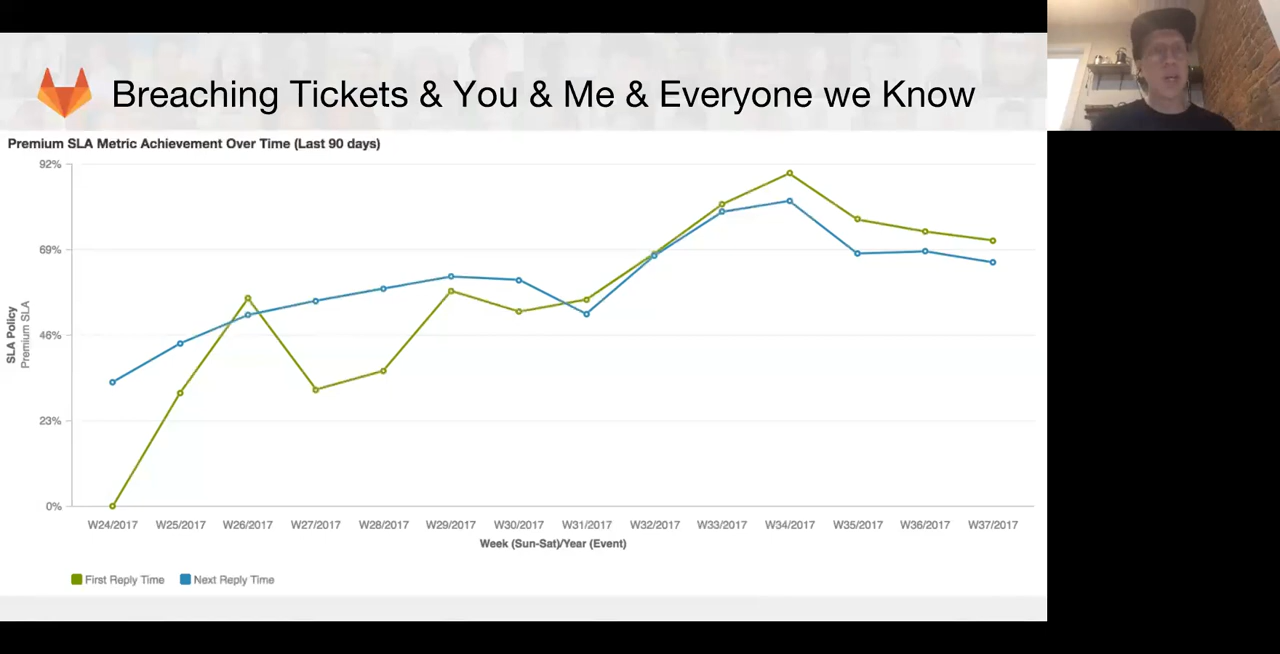 Breaching Tickets & You & Me & Everyone we Know
Premium SLA Metric Achievement Over Time (Last 90 days)
92%
69%
46%
23%
0%
SLA Policy
Premium SLA
W24/2017 W25/2017 W26/2017 W27/2017 W28/2017 W29/2017 W30/2017 W31/2017 W32/2017 W33/2017 W34/2017 W35/2017 W36/2017 W37/2017
Week (Sun-Sat)/Year (Event)
First Reply Time Next Reply Time